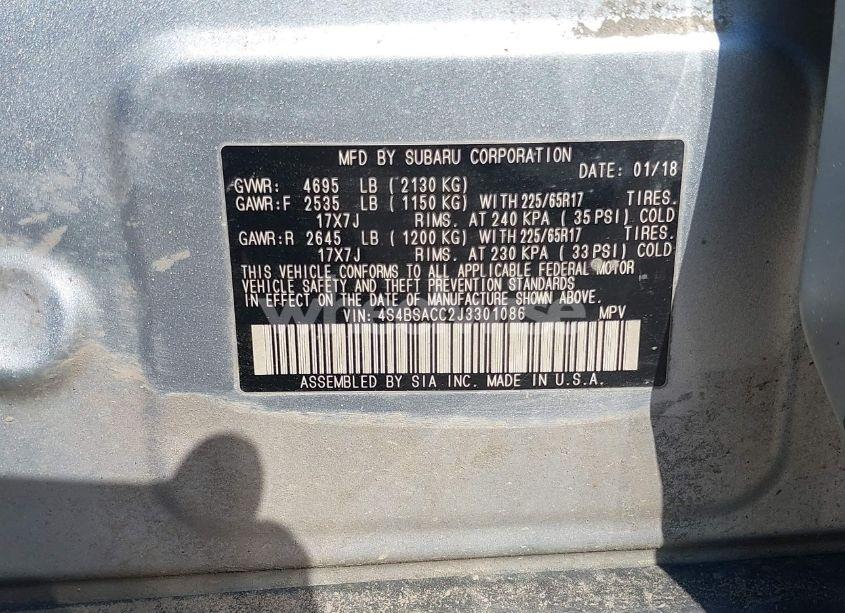 MFD BY SUBARU CORPORATION
DATE: 01/18
GVWR: 4695 LB ( 2130 KG)
GAWR:F 2535 LB ( 1150 KG) WITH 225/65R17 TIRES.
17X7J RIMS. AT 240 KPA ( 35 PSI) COLD
GAWR:R 2645 LB ( 1200 KG) WITH 225/65R17 TIRES.
17X7J RIMS. AT 230 KPA ( 33 PSI) COLD
THIS VEHICLE CONFORMS TO ALL APPLICABLE FEDERAL MOTOR
VEHICLE SAFETY AND THEFT PREVENTION STANDARDS
IN EFFECT ON THE DATE OF MANUFACTURE SHOWN ABOVE.
VIN: 4S4BSACC2J3301086 MPV
ASSEMBLED BY SIA INC. MADE IN U.S.A.